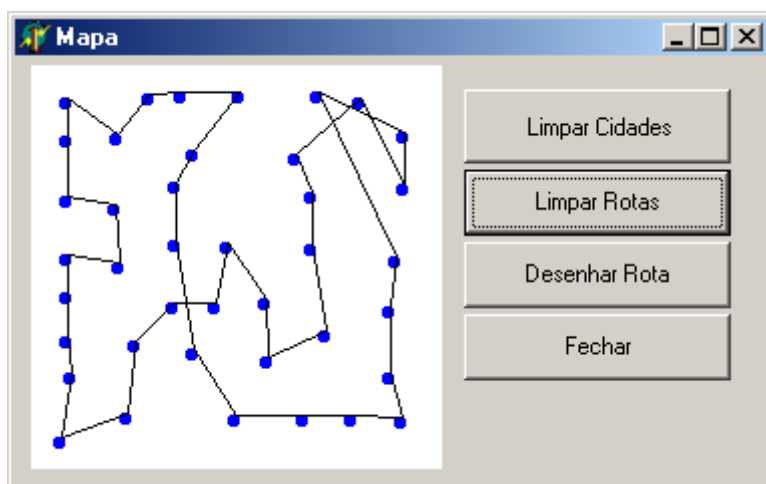 Mapa
Limpar Cidades
Limpar Rotas
Desenhar Rota
Fechar